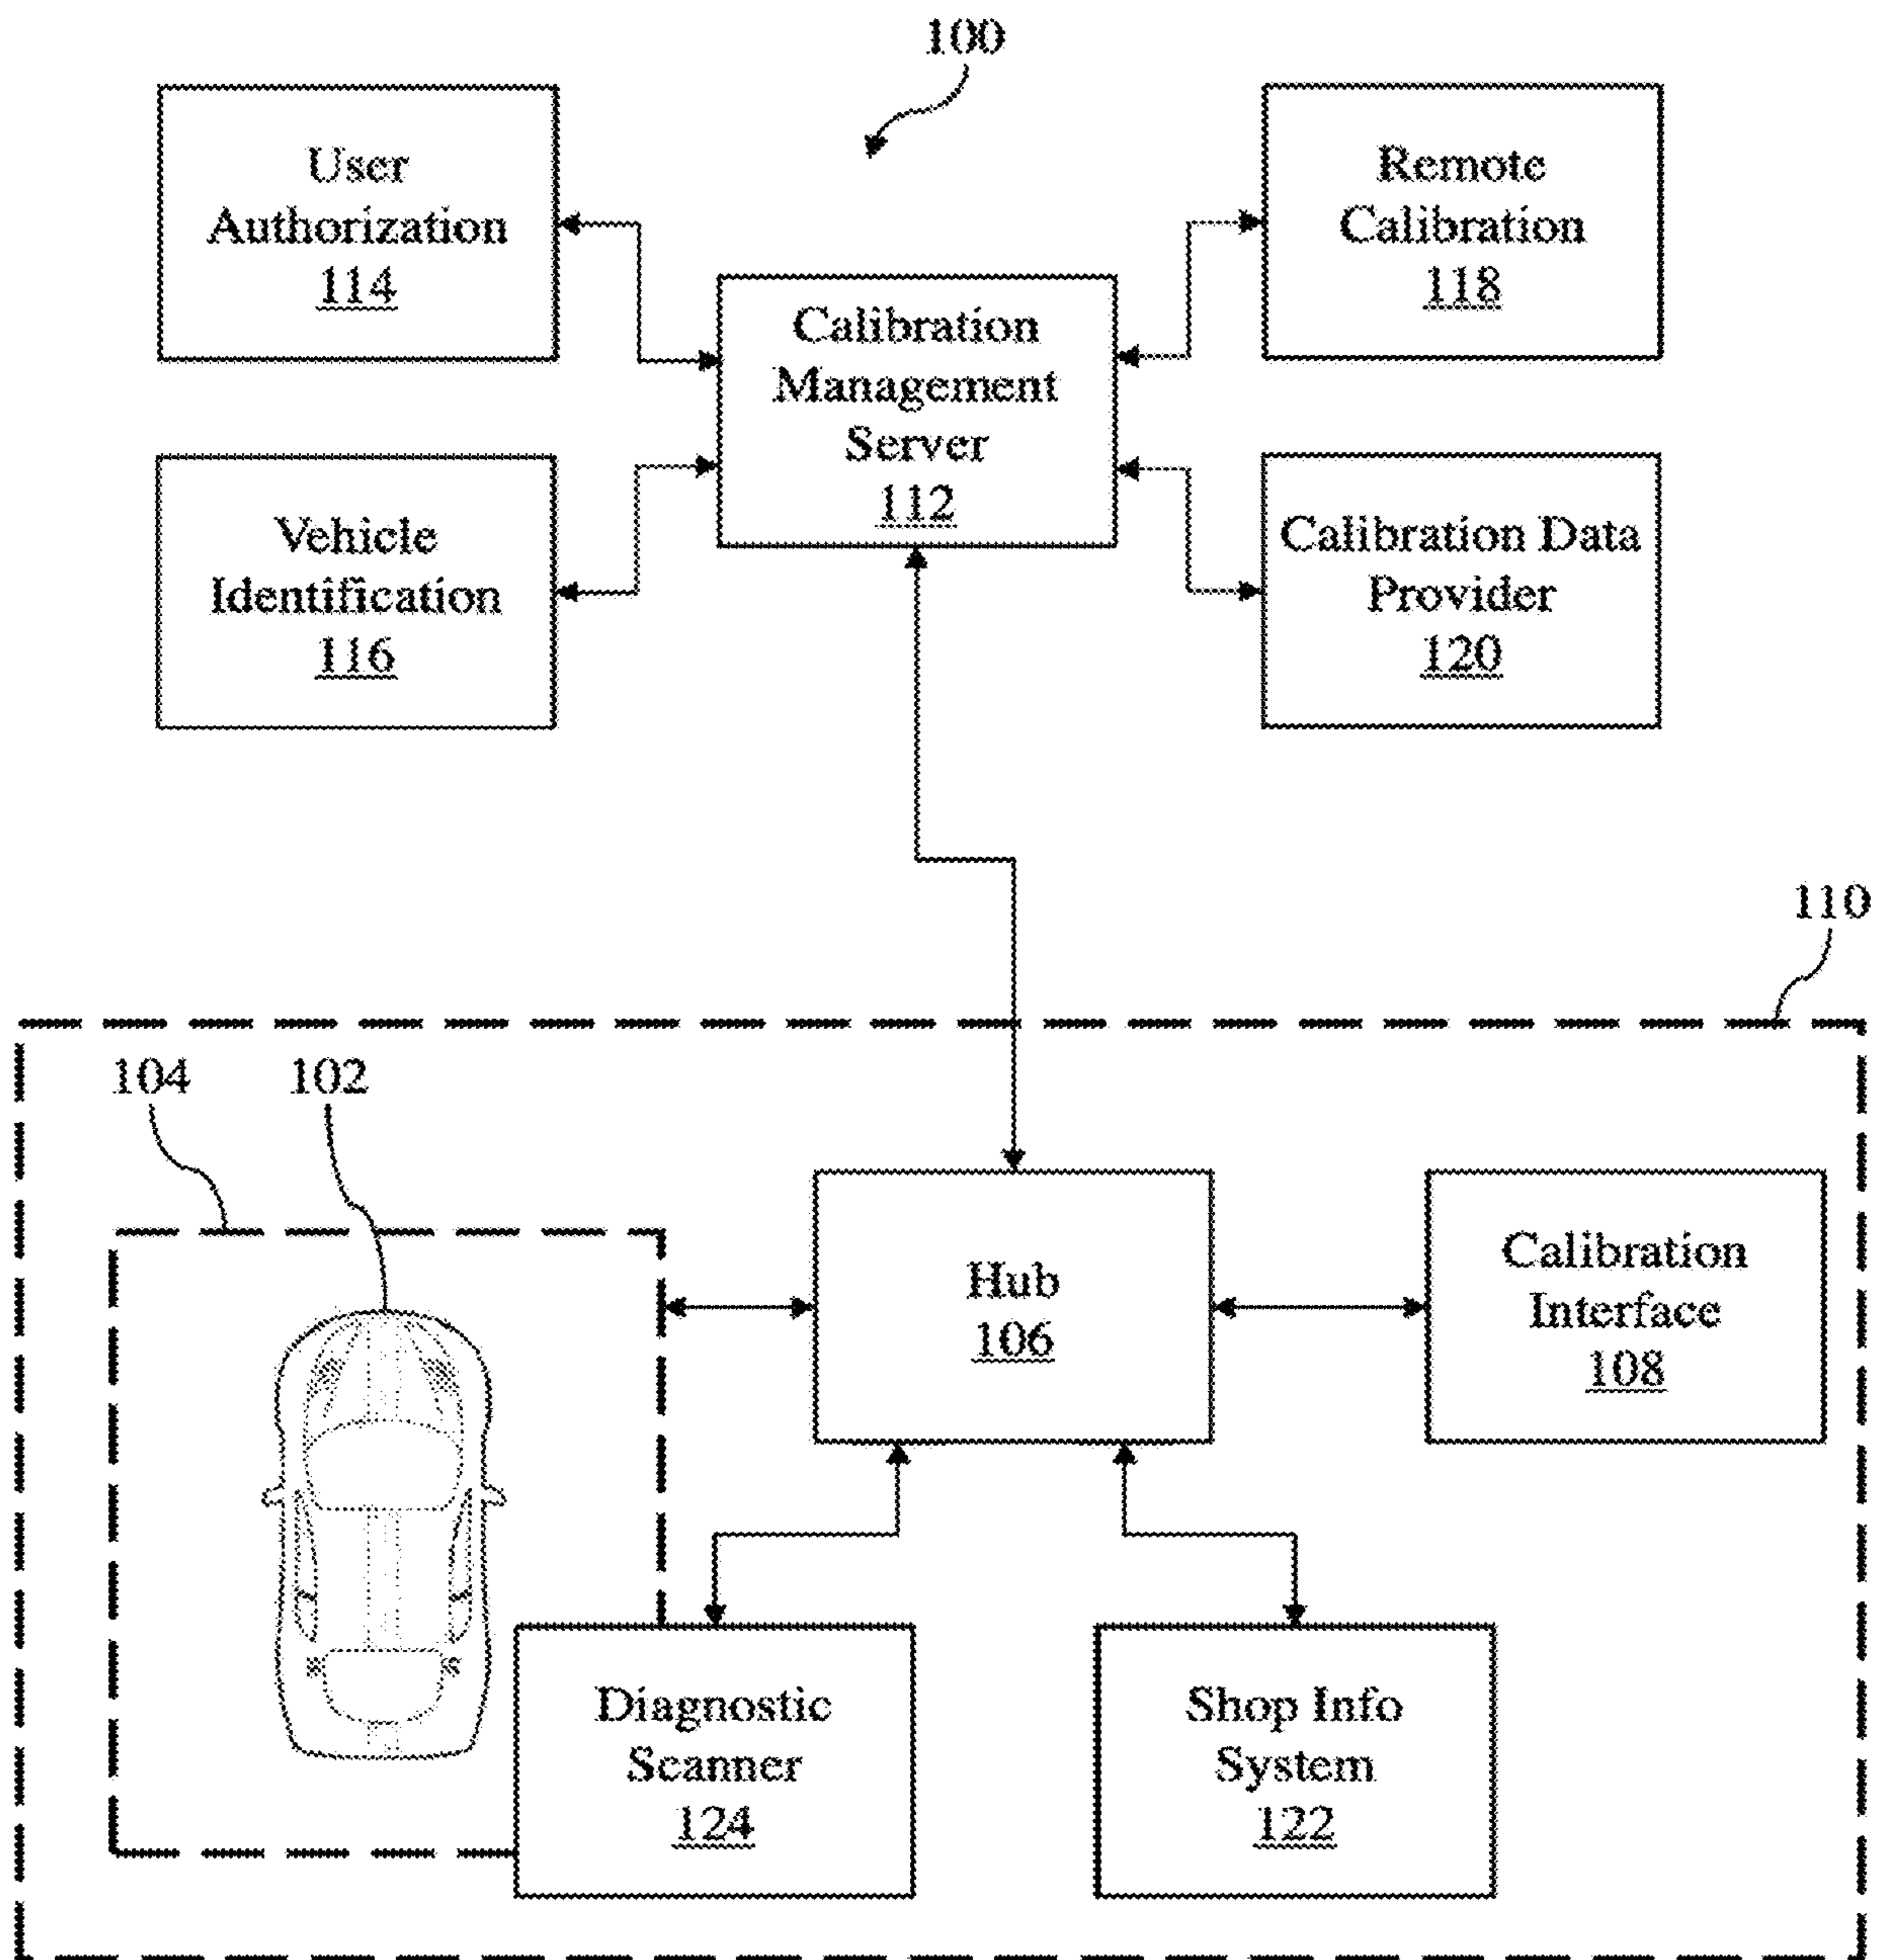 100
User
Authorization
114
Remote
Calibration
118
Calibration
Management
Server
112
Vehicle
Identification
116
Calibration Data
Provider
120
110
104
102
Hub
106
Calibration
Interface
108
Diagnostic
Scanner
124
Shop Info
System
122